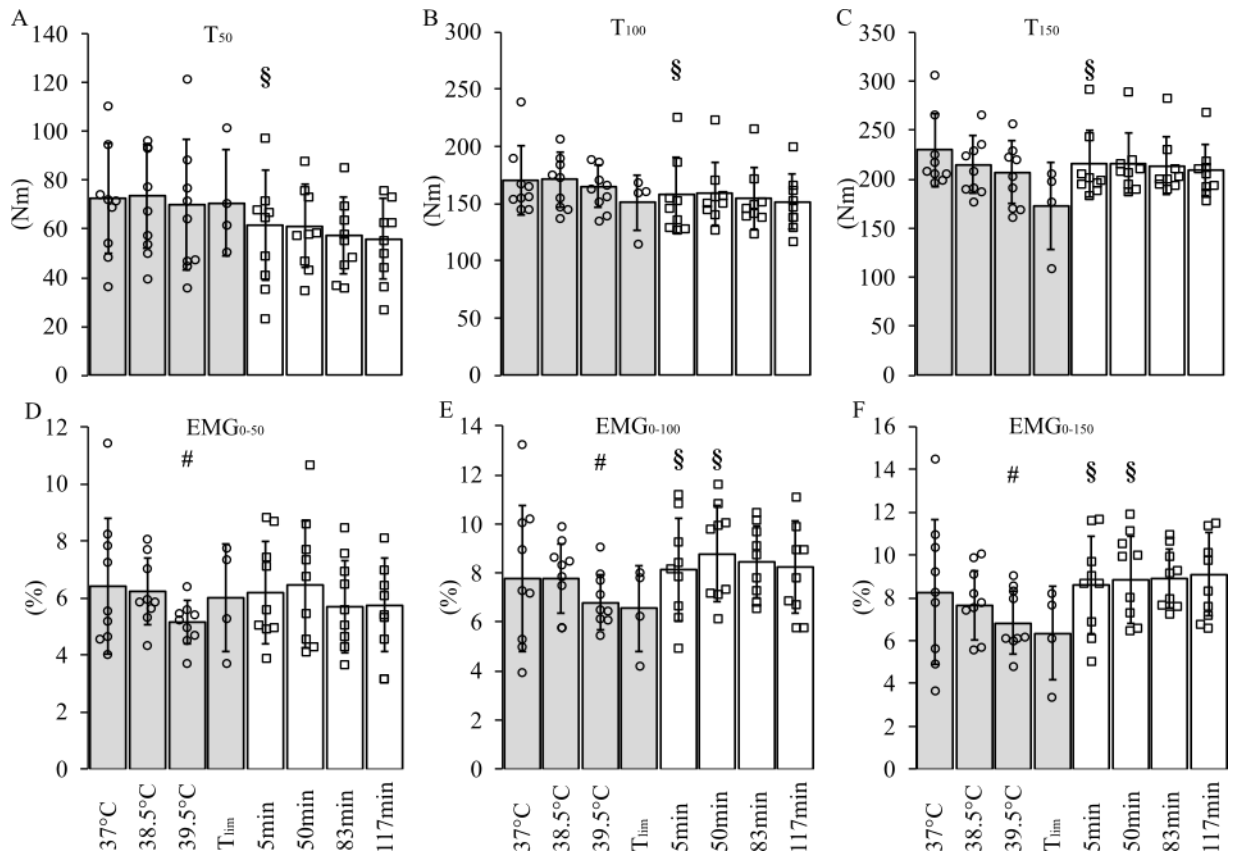 A
T50
B
T100
C
T150
140
120
100
80
60
40
20
0
(Nm)
§
300
250
200
150
100
50
0
(Nm)
§
350
300
250
200
150
100
50
0
(Nm)
§
D
EMG0-50
E
EMG0-100
F
EMG0-150
12
10
8
6
4
2
0
(%)
#
14
12
10
8
6
4
2
0
(%)
# § §
16
14
12
10
8
6
4
2
0
(%)
# § §
37°C
38.5°C
39.5°C
Tlim
5min
50min
83min
117min
37°C
38.5°C
39.5°C
Tlim
5min
50min
83min
117min
37°C
38.5°C
39.5°C
Tlim
5min
50min
83min
117min